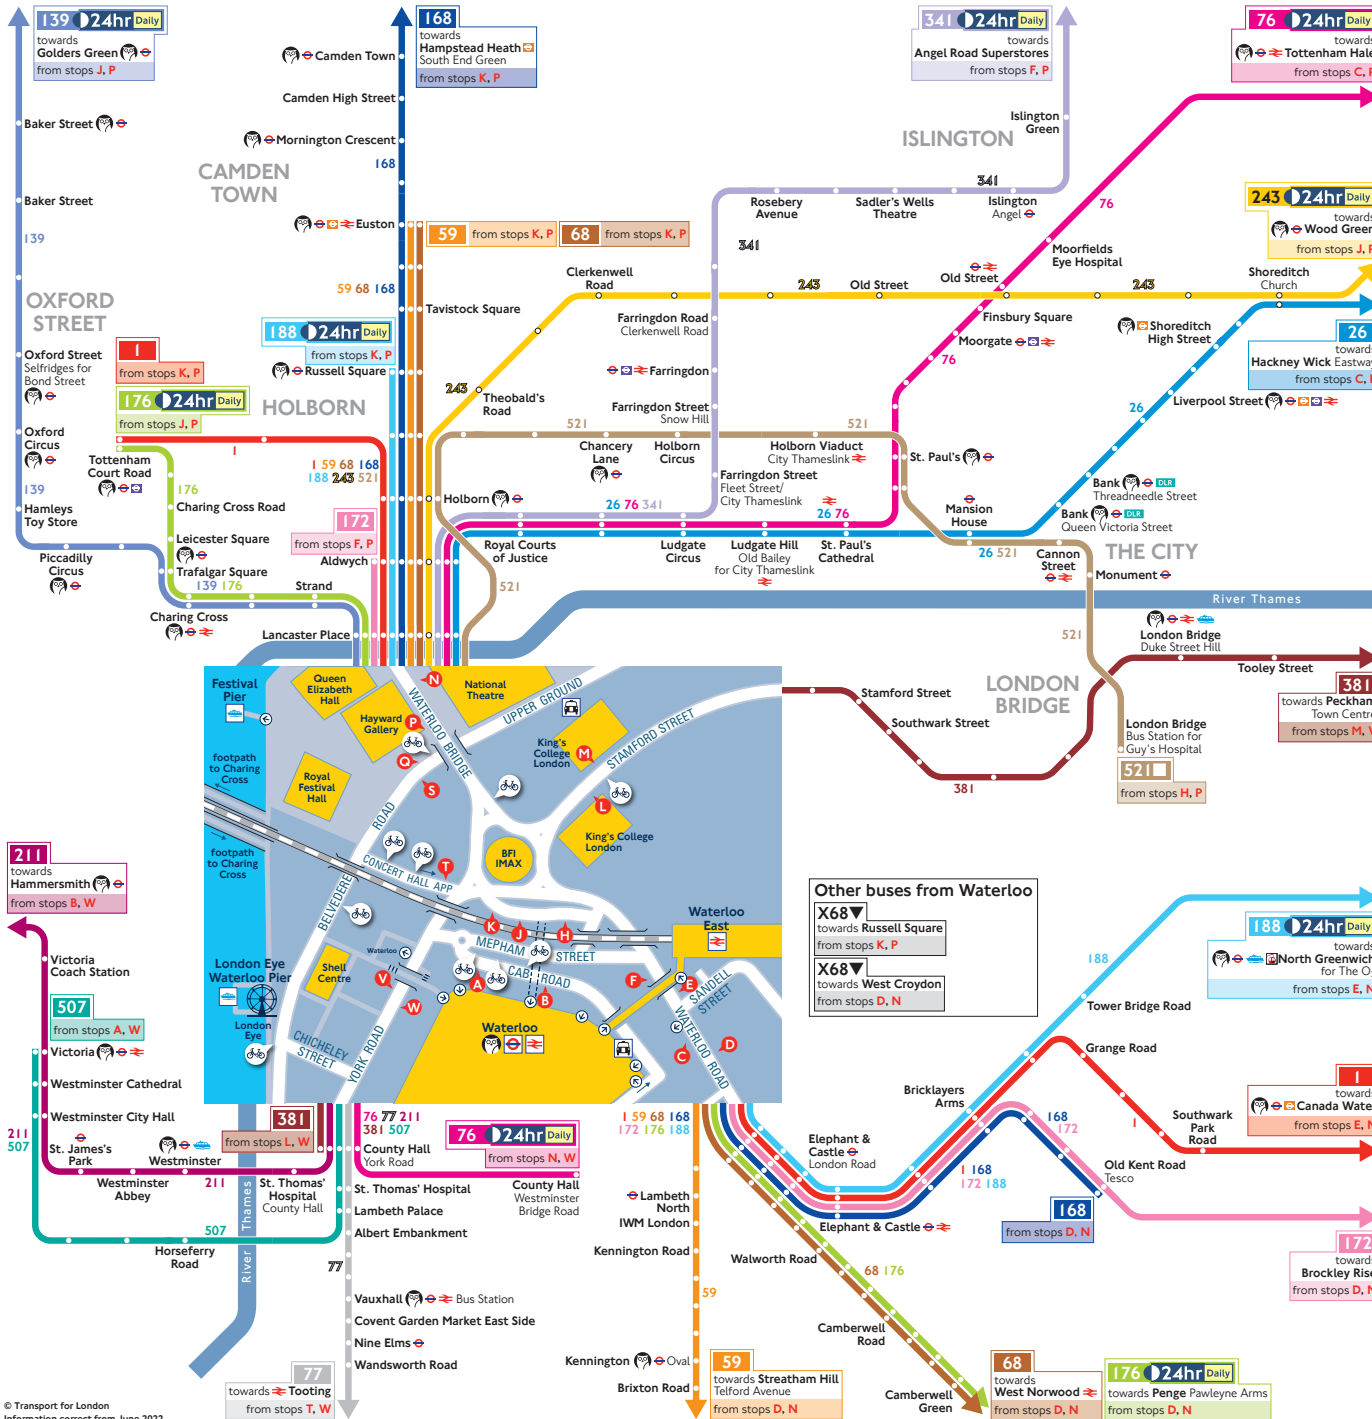 139 24hr Daily
towards
Golders Green
from stops J, P
168
towards
Hampstead Heath
South End Green
from stops K, P
341 24hr Daily
towards
Angel Road Superstores
from stops F, P
76 24hr Daily
towards
Tottenham Hale
from stops C, P
Camden Town
Camden High Street
Mornington Crescent
168
CAMDEN
TOWN
Baker Street
Baker Street
139
Islington
Green
ISLINGTON
341
Rosebery
Avenue
Sadler's Wells
Theatre
Islington
Angel
76
243 24hr Daily
towards
Wood Green
from stops J, P
Euston
59 from stops K, P
68 from stops K, P
341
Moorfields
Eye Hospital
Clerkenwell
Road
Old Street
243
Old Street
243
Shoreditch
Church
59 68 168
OXFORD
STREET
Tavistock Square
Farringdon Road
Clerkenwell Road
Finsbury Square
Shoreditch
High Street
26
towards
Hackney Wick Eastway
188 24hr Daily
from stops K, P
Russell Square
Moorgate
76
Oxford Street
Selfridges for
Bond Street
1
from stops K, P
Farringdon
Liverpool Street
176 24hr Daily
from stops J, P
HOLBORN
243
Theobald's
Road
Farringdon Street
Snow Hill
26
521
521
Oxford
Circus
Tottenham
Court Road
1
1 59 68 168
188 243 521
Chancery
Lane
Holborn
Circus
Holborn Viaduct
City Thameslink
St. Paul's
139
Hamleys
Toy Store
176
Charing Cross Road
Holborn
Farringdon Street
Fleet Street/
City Thameslink
26 76 341
26 76
Mansion
House
Bank DLR
Threadneedle Street
Bank DLR
Queen Victoria Street
172
from stops F, P
Aldwych
Leicester Square
Trafalgar Square
Piccadilly
Circus
Royal Courts
of Justice
Ludgate
Circus
Ludgate Hill
Old Bailey
for City Thameslink
St. Paul's
Cathedral
26 521
Cannon
Street
THE CITY
Monument
139 176
Strand
521
Charing Cross
Lancaster Place
River Thames
521
London Bridge
Duke Street Hill
Tooley Street
LONDON
BRIDGE
381
towards Peckham
Town Centre
Stamford Street
Southwark Street
381
London Bridge
Bus Station for
Guy's Hospital
521
from stops H, P
Festival
Pier
Queen
Elizabeth
Hall
N
National
Theatre
UPPER GROUND
Hayward
Gallery
P
WATERLOO BRIDGE
Q
S
King's
College
London
M
STAMFORD STREET
footpath
to Charing
Cross
Royal
Festival
Hall
L
King's College
London
ROAD
footpath
to Charing
Cross
BFI
IMAX
T
CONCERT HALL APP
BELVEDERE
K
J
H
MEPHAM STREET
Waterloo
East
Waterloo
CAB ROAD
Shell
Centre
V
W
A
B
F
E
SANDELL
STREET
London Eye
Waterloo Pier
London
Eye
Waterloo
WATERLOO ROAD
C
D
CHICHELEY
STREET
YORK ROAD
211
towards
Hammersmith
from stops B, W
Victoria
Coach Station
507
from stops A, W
Victoria
Westminster Cathedral
Westminster City Hall
211
507
St. James's
Park
Westminster
Westminster
Abbey
211
381
from stops L, W
St. Thomas'
Hospital
County Hall
507
Horseferry
Road
River Thames
76 77 211
381 507
County Hall
York Road
76 24hr Daily
from stops N, W
County Hall
Westminster
Bridge Road
St. Thomas' Hospital
Lambeth Palace
Albert Embankment
77
Vauxhall Bus Station
Covent Garden Market East Side
Nine Elms
Wandsworth Road
77
towards Tooting
from stops T, W
Other buses from Waterloo
X68▼
towards Russell Square
from stops K, P
X68▼
towards West Croydon
from stops D, N
188
188 24hr Daily
towards
North Greenwich
from stops E, N
Tower Bridge Road
Grange Road
Bricklayers
Arms
1
towards
Canada Water
from stops E, N
Southwark
Park
Road
1
168
172
Old Kent Road
Tesco
1 59 68 168
172 176 188
Elephant &
Castle
London Road
1 168
172 188
Elephant & Castle
168
from stops D, N
172
towards
Brockley Rise
from stops D, N
Lambeth
North
IWM London
Kennington Road
59
Walworth Road
68 176
Camberwell
Road
Kennington Oval
Brixton Road
59
towards Streatham Hill
Telford Avenue
from stops D, N
Camberwell
Green
68
towards
West Norwood
from stops D, N
176 24hr Daily
towards Penge Pawleyne Arms
from stops D, N
© Transport for London
Information correct from June 2022